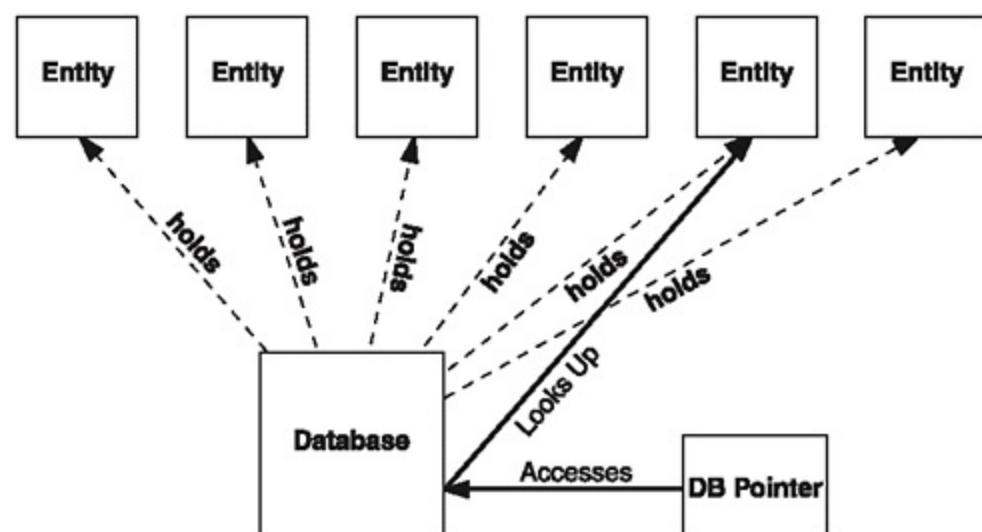 Entity
Entity
Entity
Entity
Entity
Entity
holds
holds
holds
holds
holds
holds
Looks Up
Database
Accesses
DB Pointer